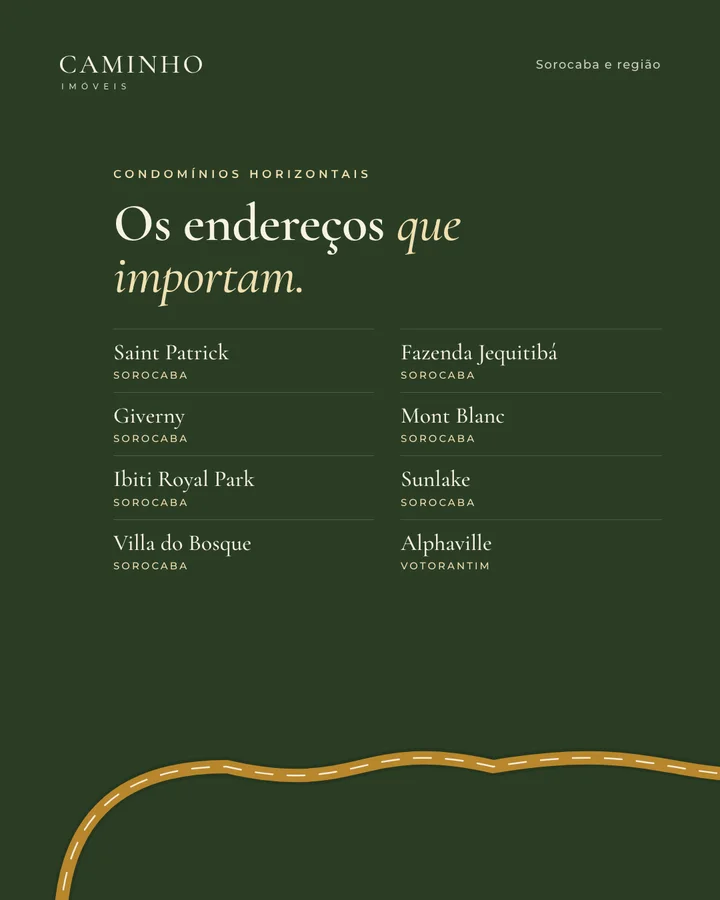 CAMINHO
IMÓVEIS
Sorocaba e região
CONDOMÍNIOS HORIZONTAIS
Os endereços que
importam.
Saint Patrick
SOROCABA
Fazenda Jequitibá
SOROCABA
Giverny
SOROCABA
Mont Blanc
SOROCABA
Ibiti Royal Park
SOROCABA
Sunlake
SOROCABA
Villa do Bosque
SOROCABA
Alphaville
VOTORANTIM